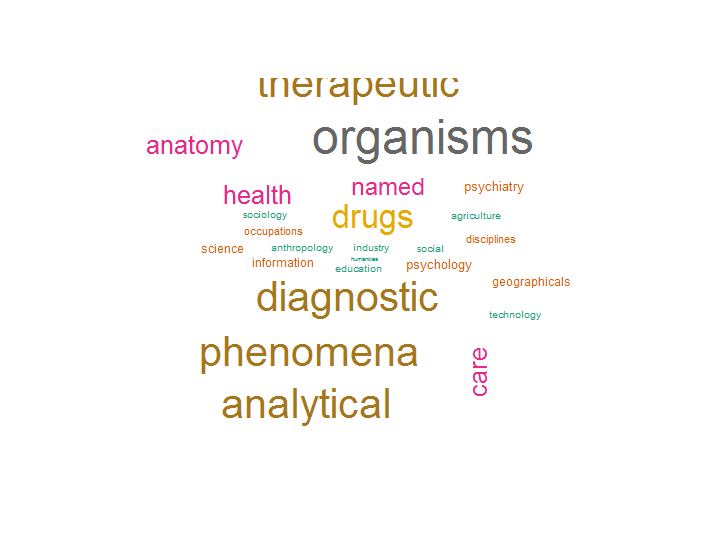 therapeutic
organisms
anatomy
health
named
psychiatry
sociology
drugs
agriculture
occupations
disciplines
science
anthropology
industry
social
humanities
information
education
psychology
geographicals
diagnostic
technology
phenomena
care
analytical